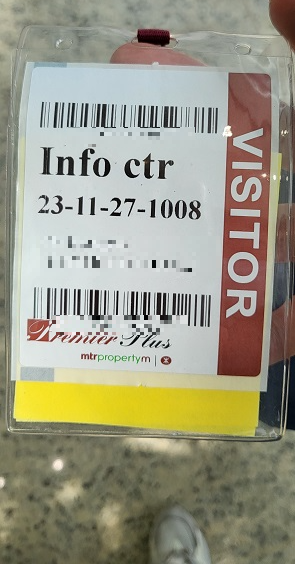 Info ctr
23-11-27-1008
VISITOR
Premier Plus
mtrpropertym |